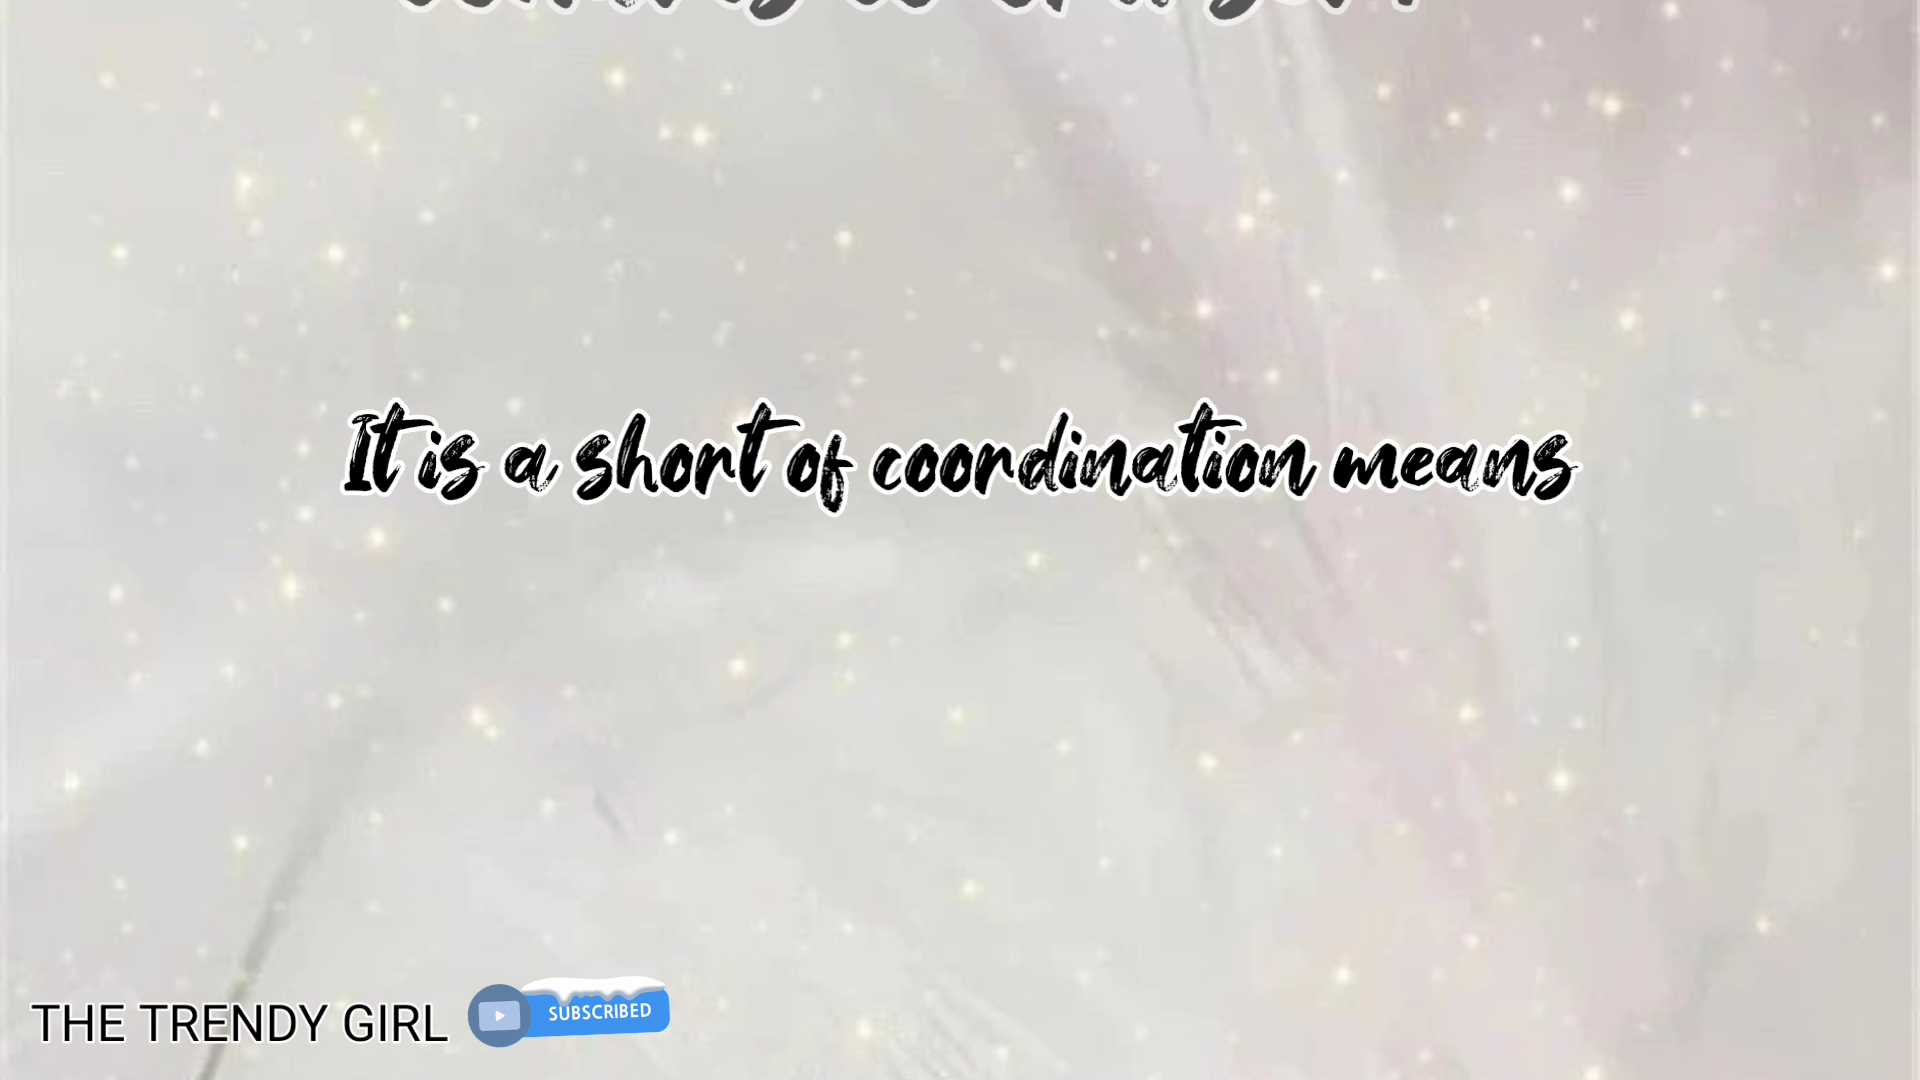 It is a short of coordination means
THE TRENDY GIRL
SUBSCRIBED